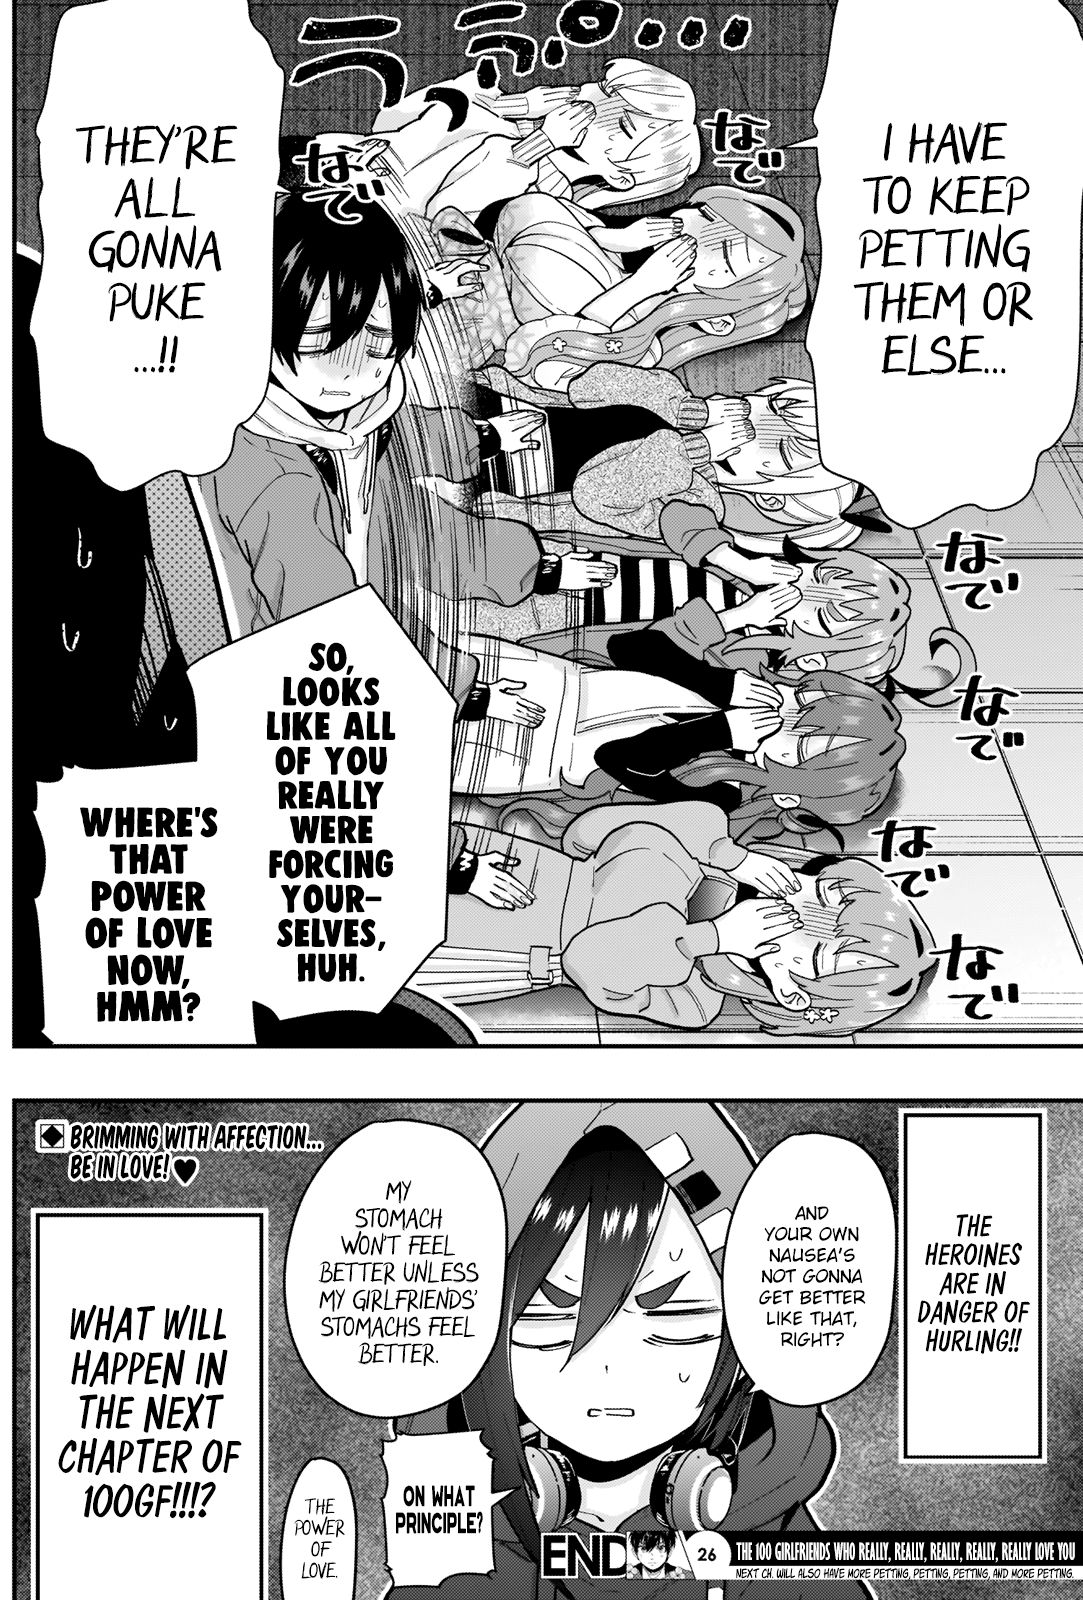 ラブ゜...
I HAVE
TO KEEP
PETTING
THEM OR
ELSE...
THEY'RE
ALL
GONNA
PUKE
...!!
なで
なで
なで
なで
なで
なで
SO,
LOOKS
LIKE ALL
OF YOU
REALLY
WERE
FORCING
YOUR-
SELVES,
HUH.
WHERE'S
THAT
POWER
OF LOVE
NOW,
HMM?
THE
HEROINES
ARE IN
DANGER OF
HURLING!!
AND
YOUR OWN
NAUSEA'S
NOT GONNA
GET BETTER
LIKE THAT,
RIGHT?
MY
STOMACH
WON'T FEEL
BETTER UNLESS
MY GIRLFRIENDS'
STOMACHS FEEL
BETTER.
ON WHAT
PRINCIPLE?
THE
POWER
OF
LOVE.
BRIMMING WITH AFFECTION...
BE IN LOVE!♥
WHAT WILL
HAPPEN IN
THE NEXT
CHAPTER OF
100GF!!!?
END
26
THE 100 GIRLFRIENDS WHO REALLY, REALLY, REALLY, REALLY, REALLY LOVE YOU
NEXT CH. WILL ALSO HAVE MORE PETTING, PETTING, PETTING, AND MORE PETTING.